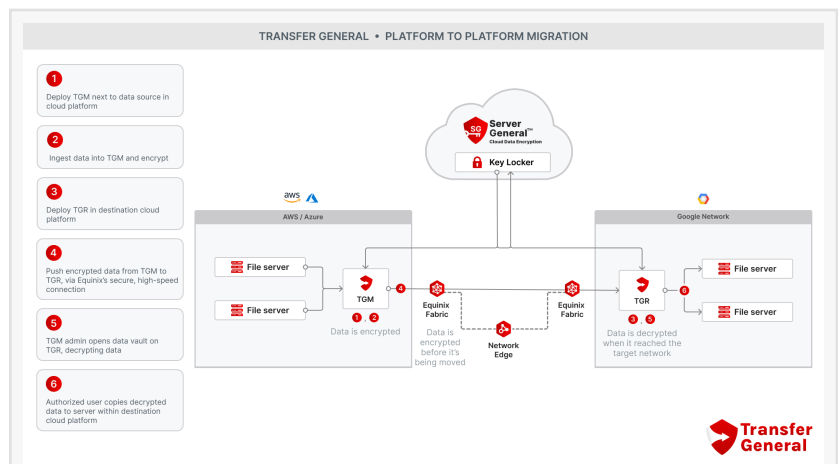 TRANSFER GENERAL • PLATFORM TO PLATFORM MIGRATION
1
Deploy TGM next to data source in
cloud platform
2
Ingest data into TGM and encrypt
3
Deploy TGR in destination cloud
platform
4
Push encrypted data from TGM to
TGR, via Equinix's secure, high-speed
connection
5
TGM admin opens data vault on
TGR, decrypting data
6
Authorized user copies decrypted
data to server within destination
cloud platform
SG
Server
General™
Cloud Data Encryption
Key Locker
aws
AWS / Azure
File server
File server
TGM
1 , 2
Data is encrypted
4
Equinix
Fabric
Data is
encrypted
before it's
being moved
Network
Edge
Equinix
Fabric
Google Network
TGR
3 , 5
Data is decrypted
when it reached the
target network
6
File server
File server
Transfer
General